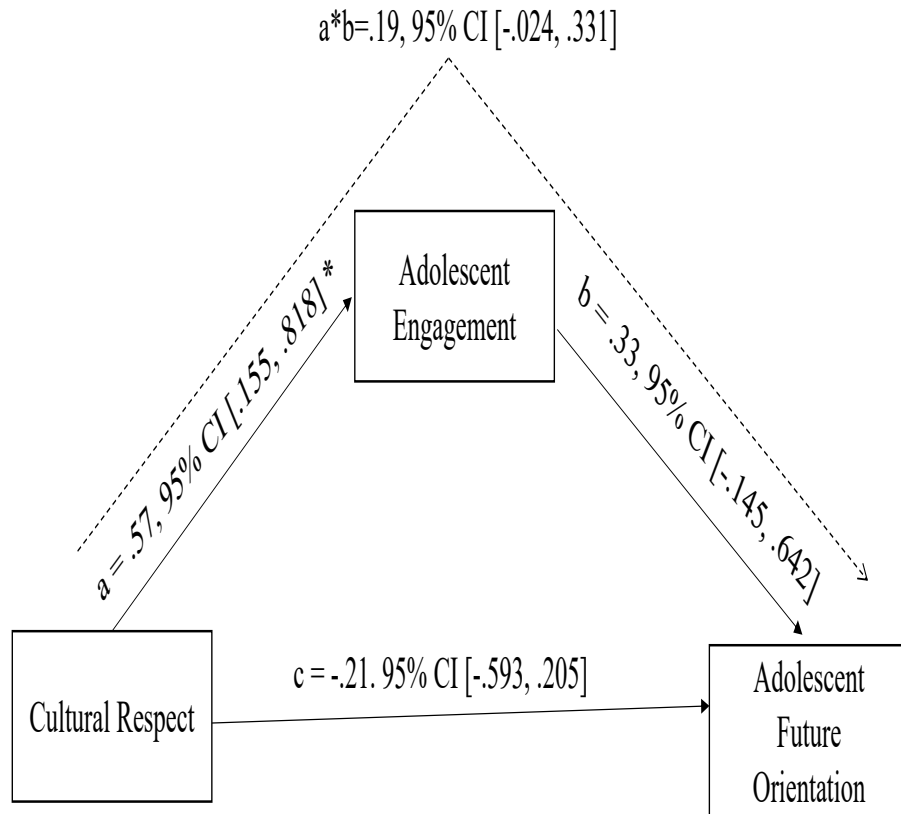 a*b=.19, 95% CI [-.024, .331]
Adolescent
Engagement
a = .57, 95% CI [.155, .818] *
b = .33, 95% CI [-.145, .642]
c = -.21. 95% CI [-.593, .205]
Cultural Respect
Adolescent
Future
Orientation